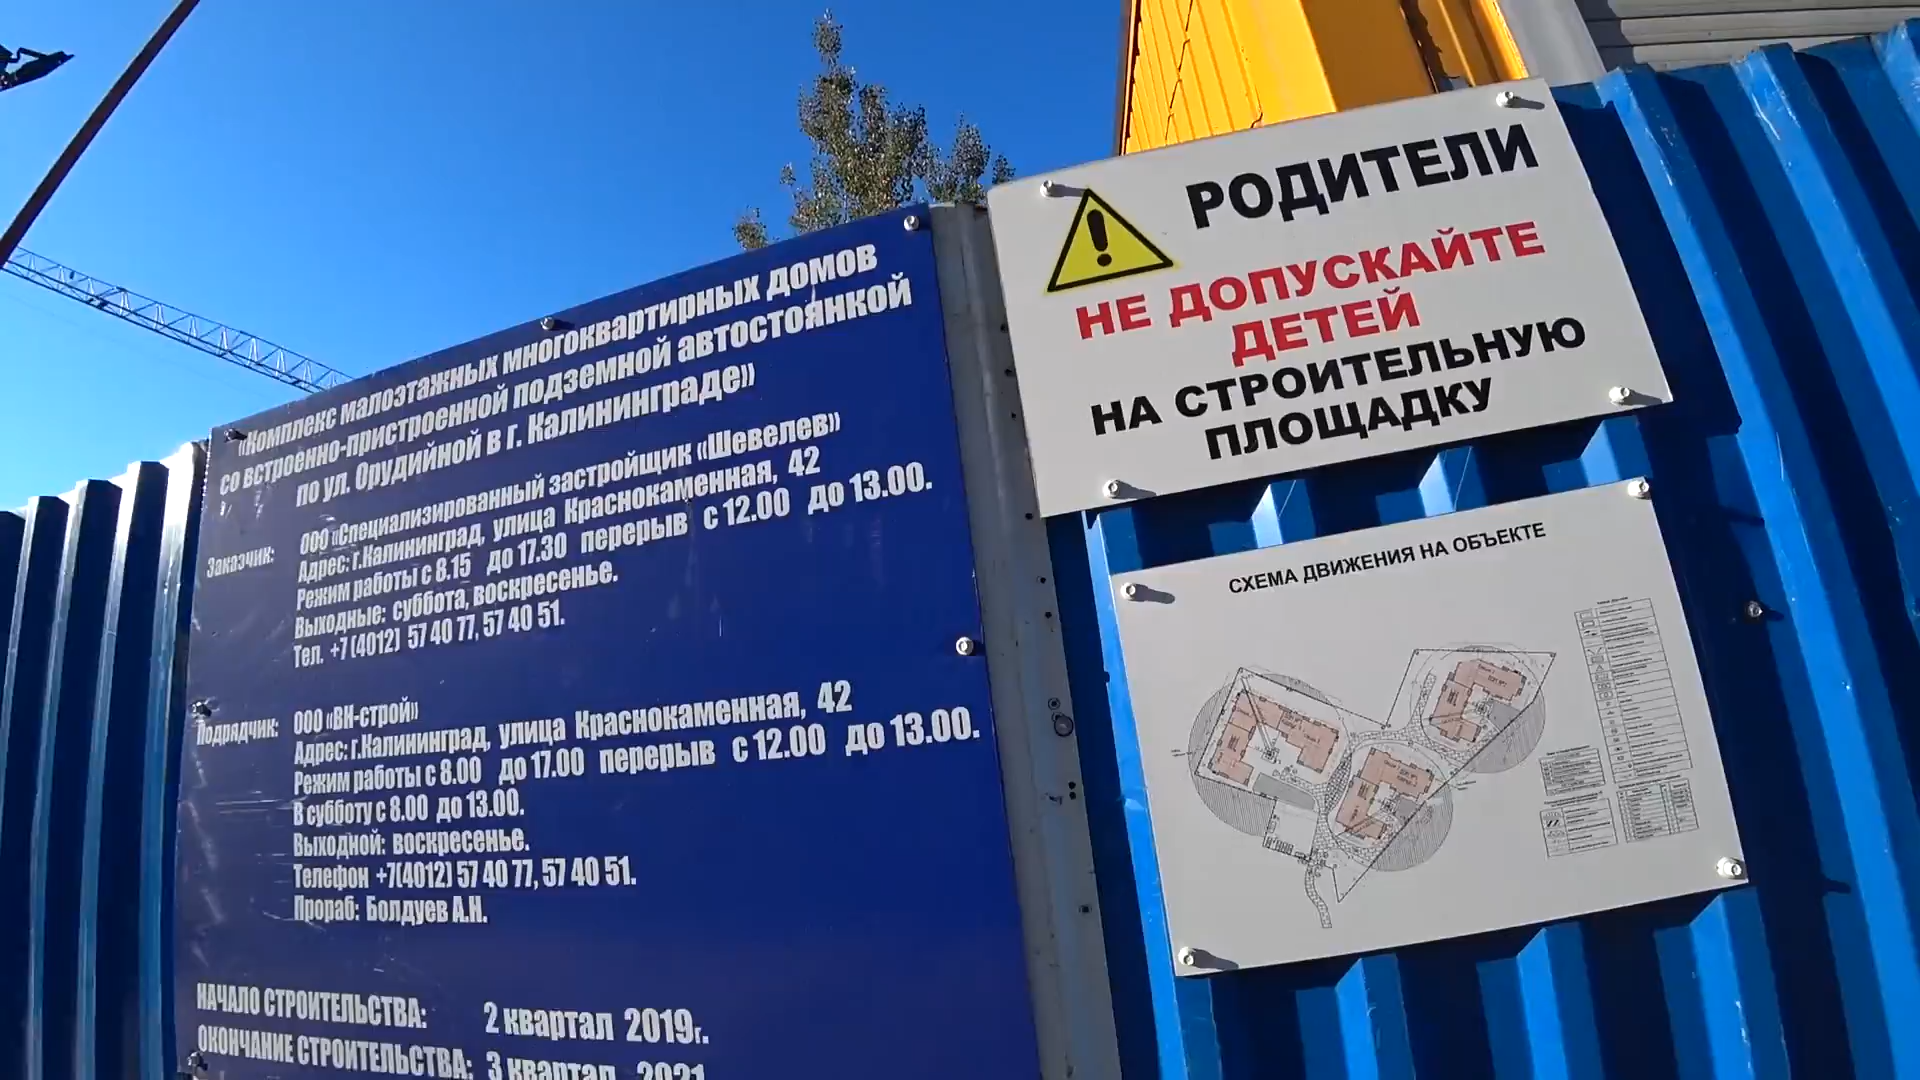 «Комплекс малоэтажных многоквартирных домов
со встроенно-пристроенной подземной автостоянкой
по ул. Орудийной в г. Калининграде»
Заказчик: ООО «Специализированный застройщик «Шевелев»
Адрес: г.Калининград, улица Краснокаменная, 42
Режим работы с 8.15 до 17.30 перерыв с 12.00 до 13.00.
Выходные: суббота, воскресенье.
Тел. +7 (4012) 57 40 77, 57 40 51.
Подрядчик: ООО «ВН-строй»
Адрес: г.Калининград, улица Краснокаменная, 42
Режим работы с 8.00 до 17.00 перерыв с 12.00 до 13.00.
В субботу с 8.00 до 13.00.
Выходной: воскресенье.
Телефон +7(4012) 57 40 77, 57 40 51.
Прораб: Болдуев А.Н.
НАЧАЛО СТРОИТЕЛЬСТВА: 2 квартал 2019г.
ОКОНЧАНИЕ СТРОИТЕЛЬСТВА: 3 квартал 2021
РОДИТЕЛИ
НЕ ДОПУСКАЙТЕ
ДЕТЕЙ
НА СТРОИТЕЛЬНУЮ
ПЛОЩАДКУ
СХЕМА ДВИЖЕНИЯ НА ОБЪЕКТЕ